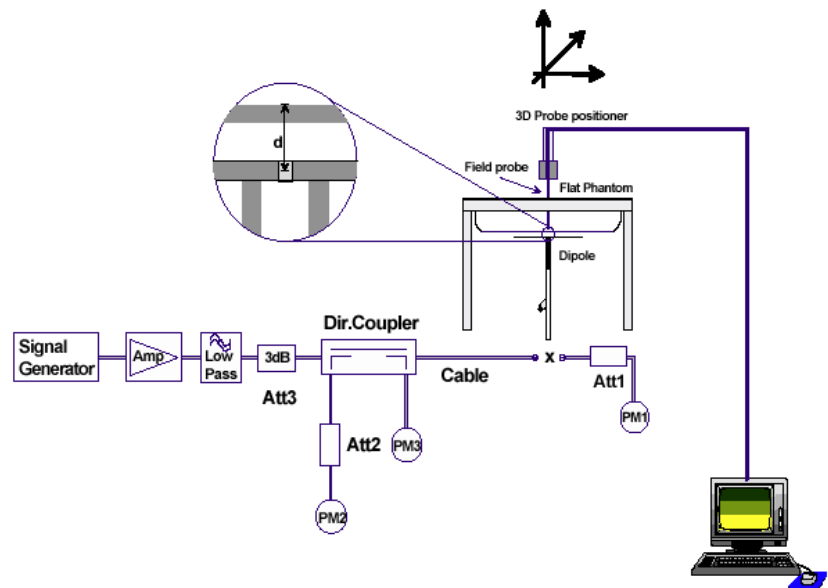 3D Probe positioner
d
Field probe
Flat Phantom
Dipole
Dir.Coupler
Signal
Generator
Amp
Low
Pass
3dB
Cable
x
Att1
Att3
PM1
Att2
PM3
PM2